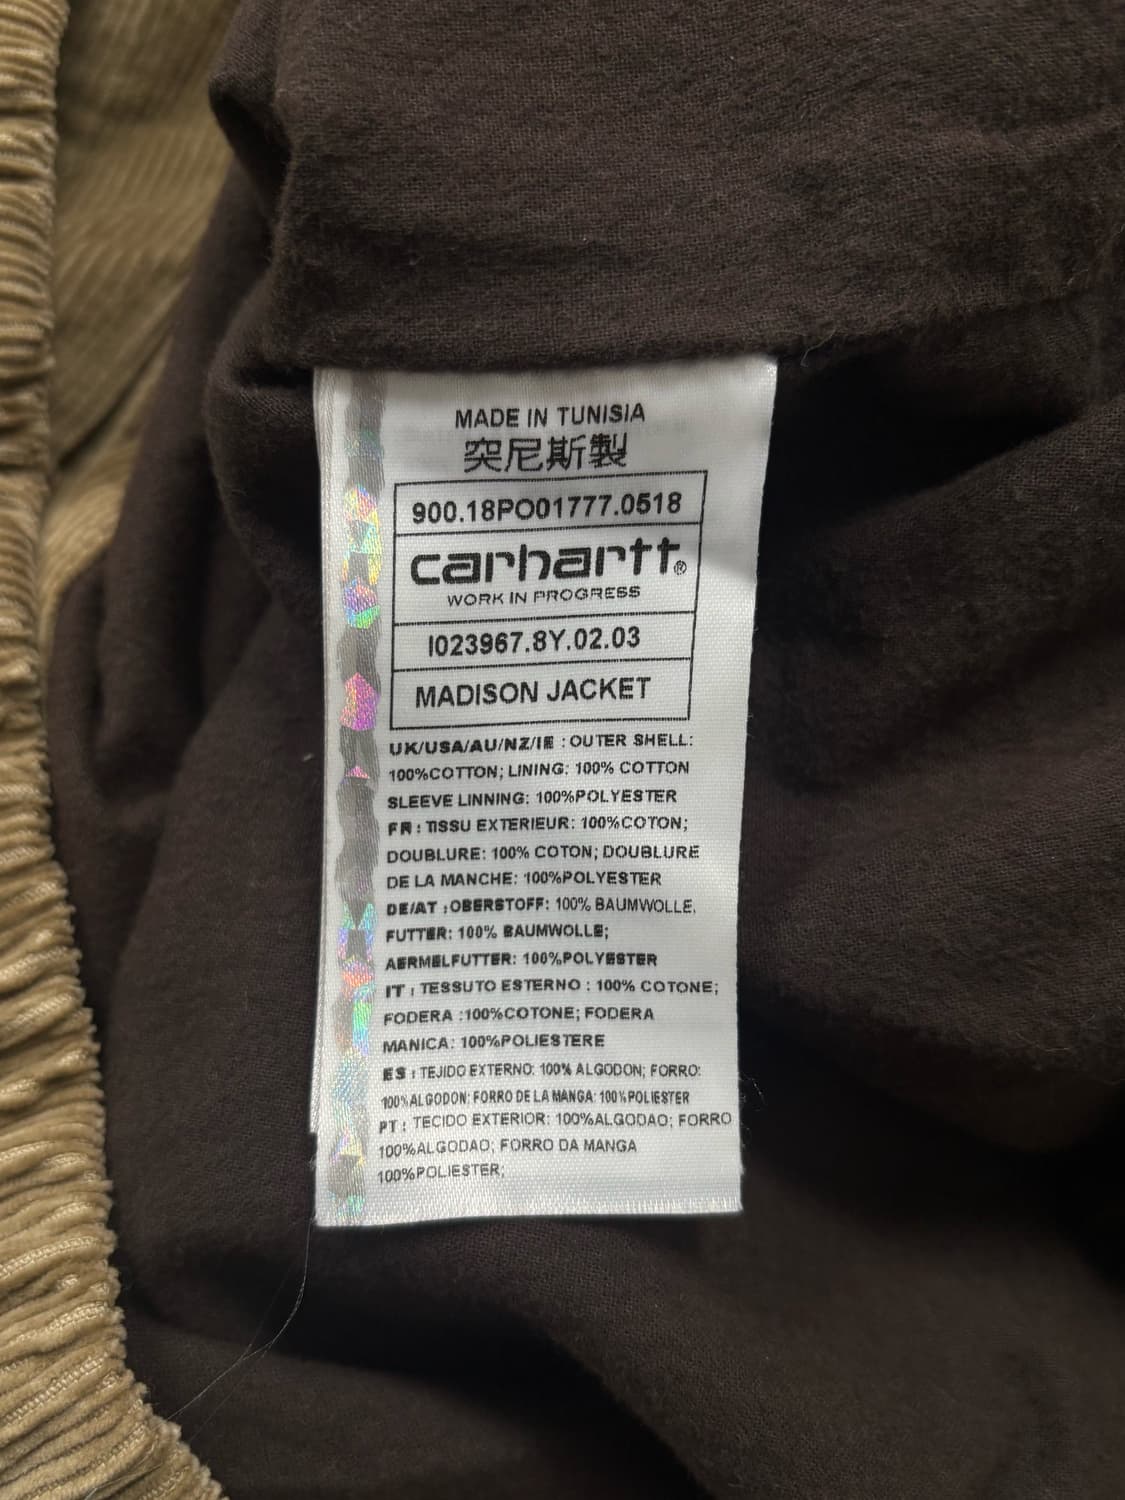 MADE IN TUNISIA
突尼斯製
900.18PO01777.0518
carhartt®
WORK IN PROGRESS
I023967.8Y.02.03
MADISON JACKET
UK/USA/AU/NZ/IE : OUTER SHELL:
100%COTTON; LINING: 100% COTTON
SLEEVE LINNING: 100%POLYESTER
FR : TISSU EXTERIEUR: 100%COTON;
DOUBLURE: 100% COTON; DOUBLURE
DE LA MANCHE: 100%POLYESTER
DE/AT : OBERSTOFF: 100% BAUMWOLLE,
FUTTER: 100% BAUMWOLLE;
AERMELFUTTER: 100%POLYESTER
IT : TESSUTO ESTERNO : 100% COTONE;
FODERA :100%COTONE; FODERA
MANICA: 100%POLIESTERE
ES : TEJIDO EXTERNO: 100% ALGODON; FORRO:
100%ALGODON; FORRO DE LA MANGA: 100%POLIESTER
PT : TECIDO EXTERIOR: 100%ALGODAO; FORRO
100%ALGODAO; FORRO DA MANGA
100%POLIESTER;